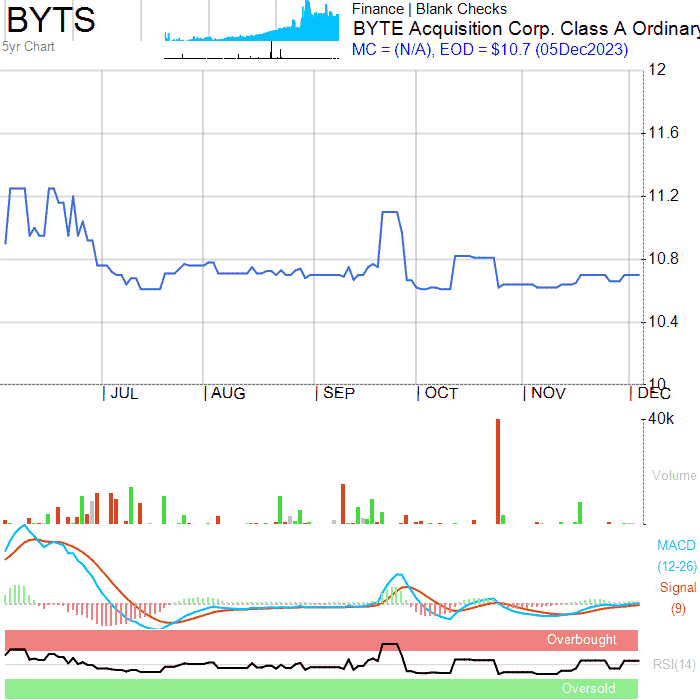 BYTS
5yr Chart
Finance | Blank Checks
BYTE Acquisition Corp. Class A Ordinary
MC = (N/A), EOD = $10.7 (05Dec2023)
12
11.6
11.2
10.8
10.4
10
|JUL |AUG |SEP |OCT |NOV |DEC
40k
Volume
MACD
(12-26)
Signal
(9)
Overbought
RSI(14)
Oversold